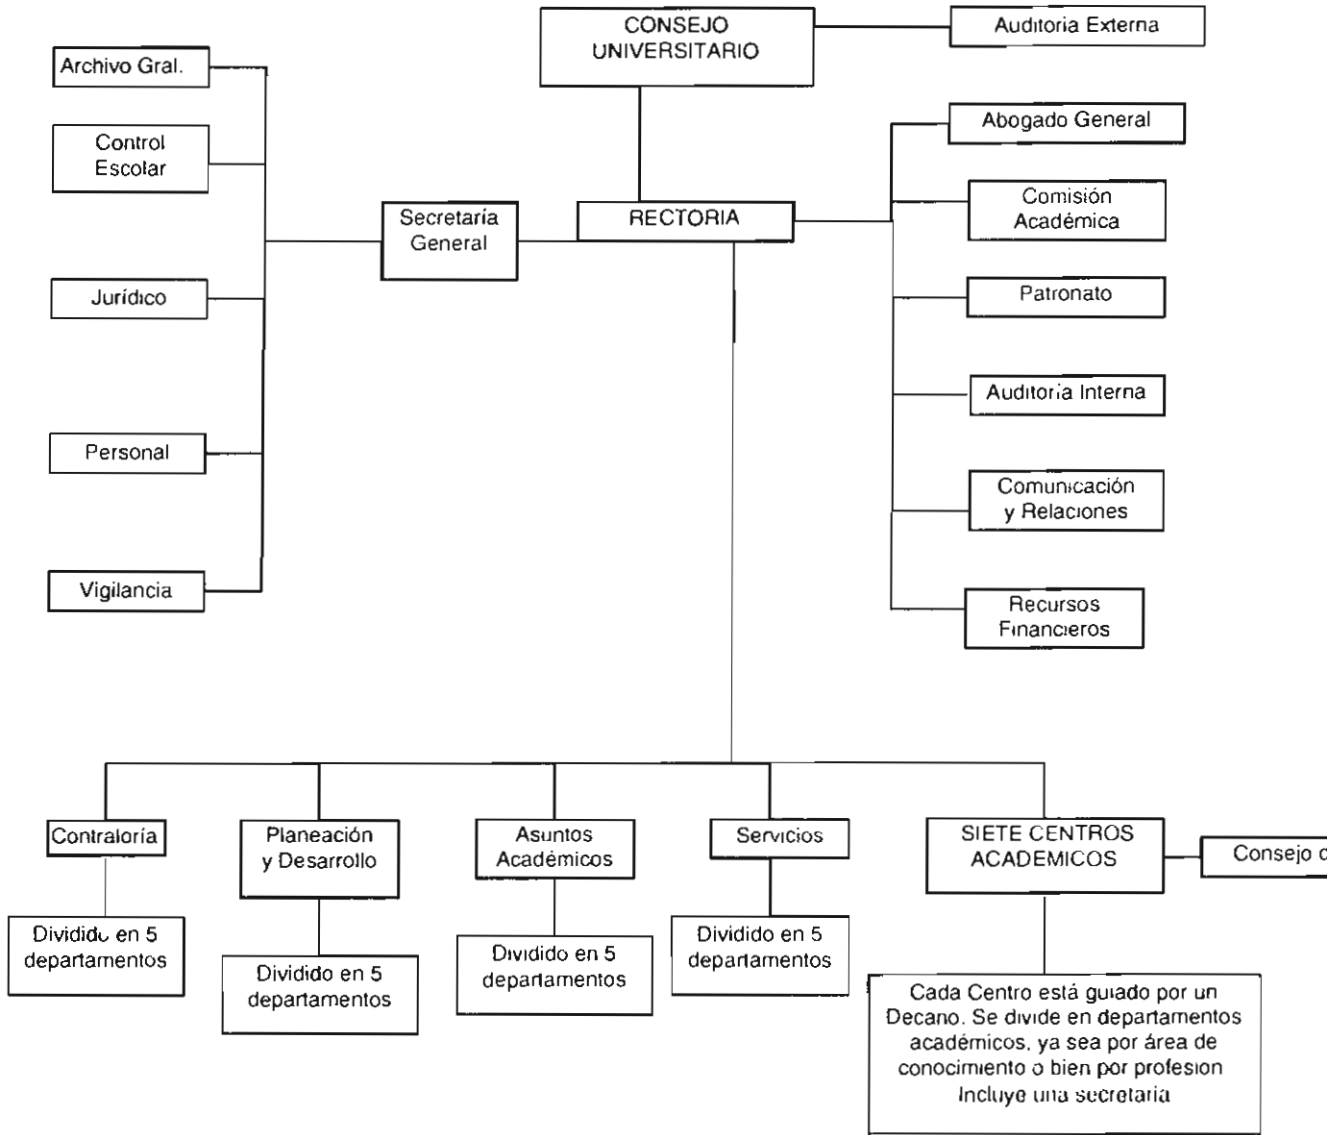 CONSEJO
UNIVERSITARIO
Auditoria Externa
Archivo Gral.
Control
Escolar
Jurídico
Personal
Vigilancia
Secretaría
General
RECTORIA
Abogado General
Comisión
Académica
Patronato
Auditoría Interna
Comunicación
y Relaciones
Recursos
Financieros
Contraloría
Planeación
y Desarrollo
Asuntos
Académicos
Servicios
SIETE CENTROS
ACADEMICOS
Consejo d
Dividido en 5
departamentos
Dividido en 5
departamentos
Dividido en 5
departamentos
Dividido en 5
departamentos
Cada Centro está guiado por un
Decano. Se divide en departamentos
académicos, ya sea por área de
conocimiento o bien por profesion
Incluye una secretaria